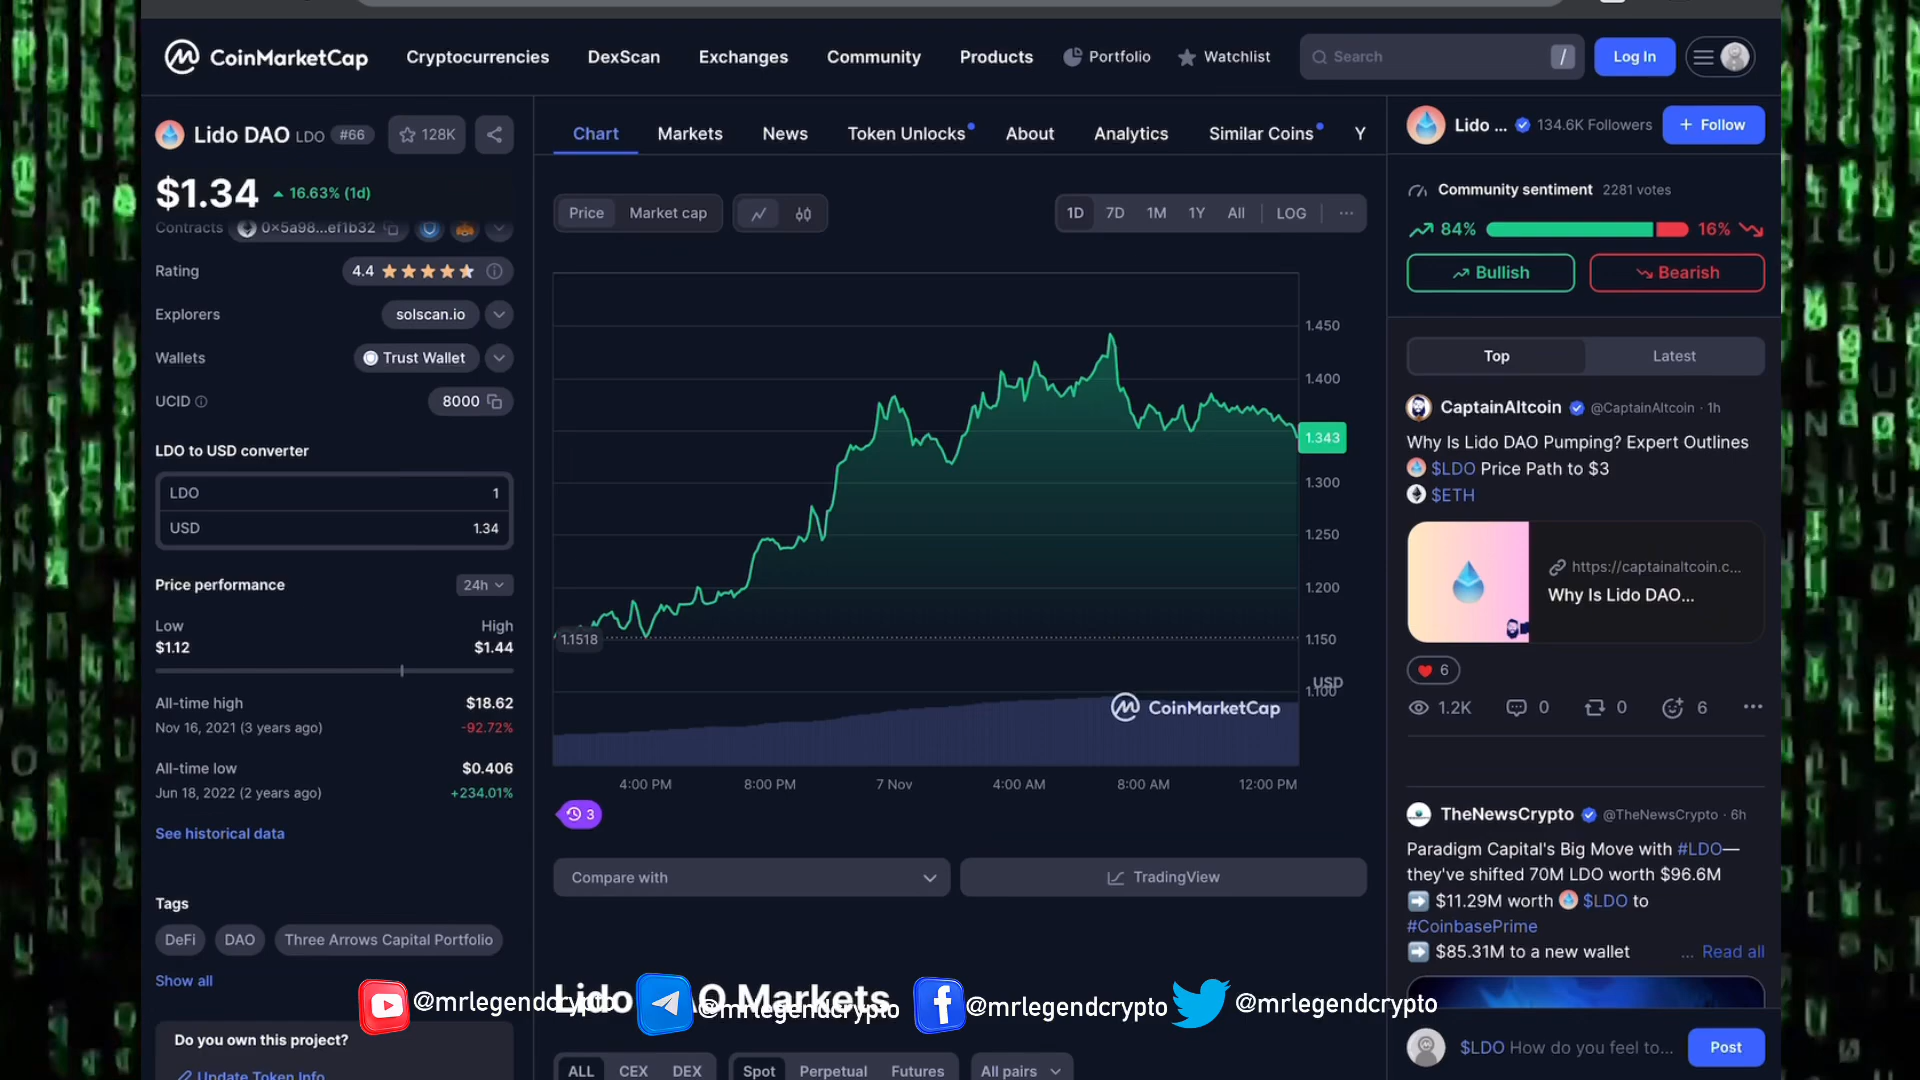 CoinMarketCap Cryptocurrencies DexScan Exchanges Community Products Portfolio Watchlist Search / Log In
Lido DAO LDO #66 128K
$1.34 16.63% (1d)
Contracts 0x5a98...ef1b32
Rating 4.4
Explorers solscan.io
Wallets Trust Wallet
UCID 8000
LDO to USD converter
LDO 1
USD 1.34
Price performance 24h
Low High
$1.12 $1.44
All-time high $18.62
Nov 16, 2021 (3 years ago) -92.72%
All-time low $0.406
Jun 18, 2022 (2 years ago) +234.01%
See historical data
Tags
DeFi DAO Three Arrows Capital Portfolio
Show all
Do you own this project?
Update Token Info
Chart Markets News Token Unlocks About Analytics Similar Coins Y
Price Market cap 1D 7D 1M 1Y All LOG ...
1.450
1.400
1.343
1.300
1.250
1.200
1.1518 1.150
USD
1.100
CoinMarketCap
4:00 PM 8:00 PM 7 Nov 4:00 AM 8:00 AM 12:00 PM
3
Compare with TradingView
Lido DAO Markets
ALL CEX DEX Spot Perpetual Futures All pairs
Lido ... 134.6K Followers + Follow
Community sentiment 2281 votes
84% 16%
Bullish Bearish
Top Latest
CaptainAltcoin @CaptainAltcoin · 1h
Why Is Lido DAO Pumping? Expert Outlines
$LDO Price Path to $3
$ETH
https://captainaltcoin.c...
Why Is Lido DAO...
6
1.2K 0 0 6 ...
TheNewsCrypto @TheNewsCrypto · 6h
Paradigm Capital's Big Move with #LDO—
they've shifted 70M LDO worth $96.6M
$11.29M worth $LDO to
#CoinbasePrime
$85.31M to a new wallet ... Read all
$LDO How do you feel to... Post
@mrlegendcrypto @mrlegendcrypto @mrlegendcrypto @mrlegendcrypto